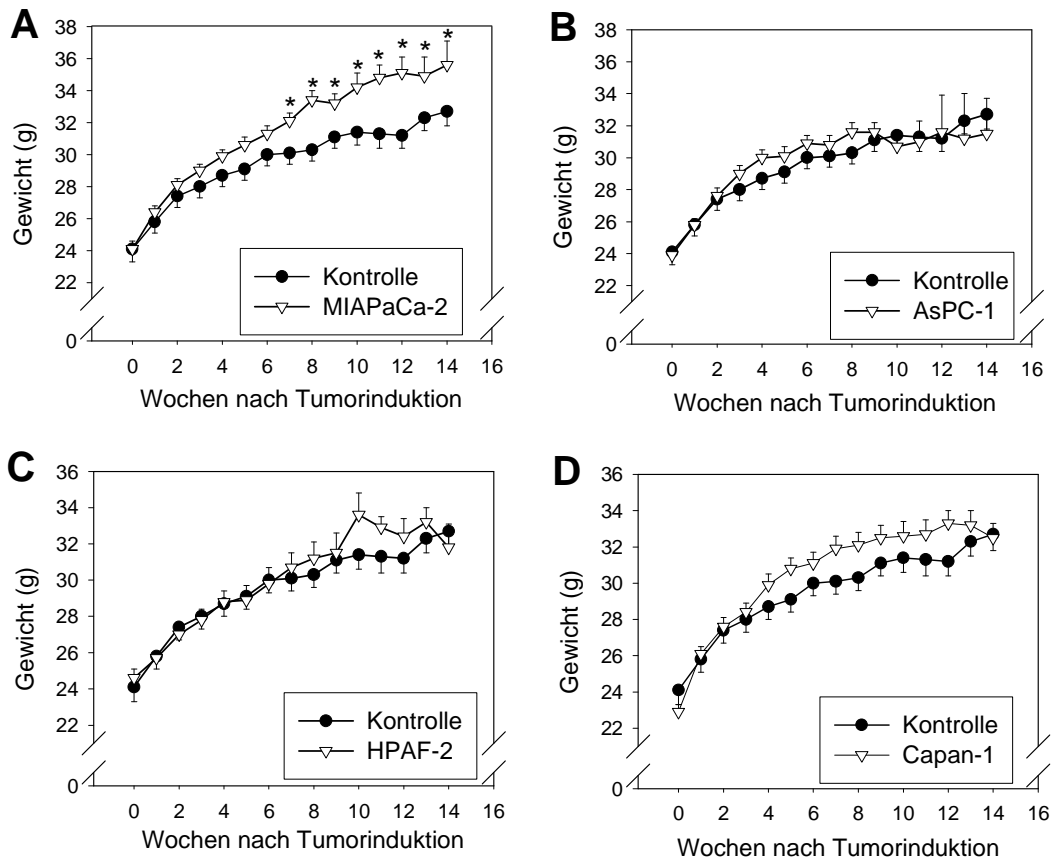 A
38
36
34
32
30
28
26
24
22
0
Gewicht (g)
* * * * * * * *
Kontrolle
MIAPaCa-2
0 2 4 6 8 10 12 14 16
Wochen nach Tumorinduktion
B
38
36
34
32
30
28
26
24
22
0
Gewicht (g)
Kontrolle
AsPC-1
0 2 4 6 8 10 12 14 16
Wochen nach Tumorinduktion
C
36
34
32
30
28
26
24
22
0
Gewicht (g)
Kontrolle
HPAF-2
0 2 4 6 8 10 12 14 16
Wochen nach Tumorinduktion
D
36
34
32
30
28
26
24
22
0
Gewicht (g)
Kontrolle
Capan-1
0 2 4 6 8 10 12 14 16
Wochen nach Tumorinduktion